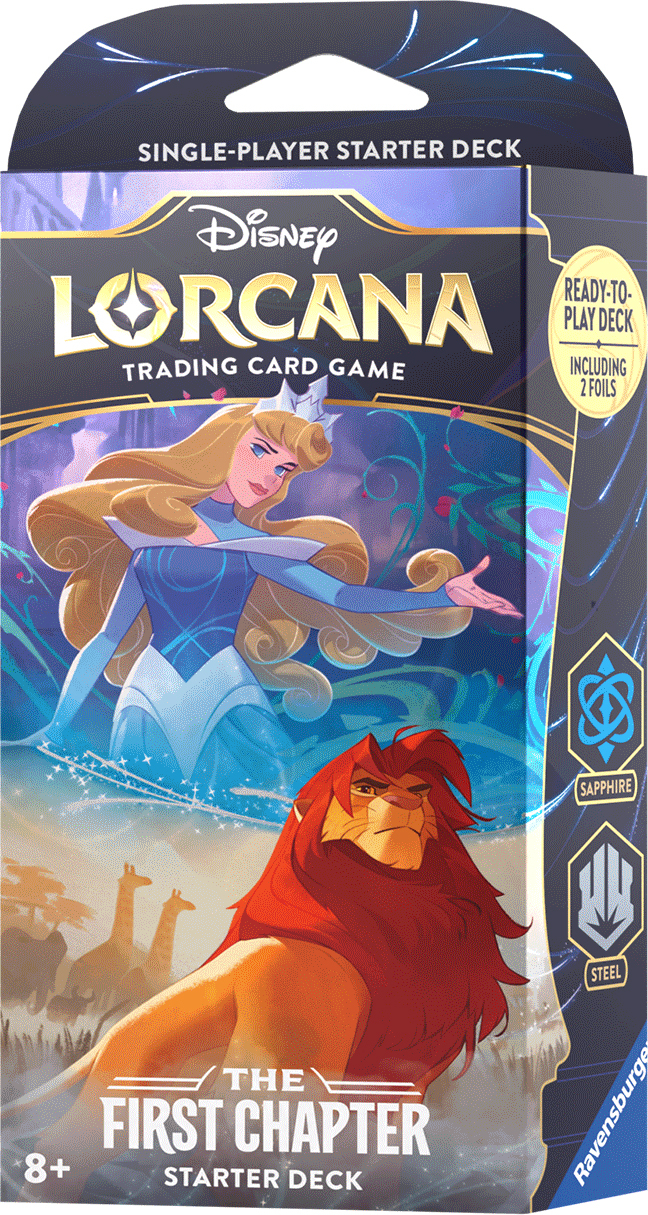 SINGLE-PLAYER STARTER DECK
Disney
LORCANA
TRADING CARD GAME
READY-TO-
PLAY DECK
INCLUDING
2 FOILS
SAPPHIRE
STEEL
THE
FIRST CHAPTER
STARTER DECK
8+
Ravensburger